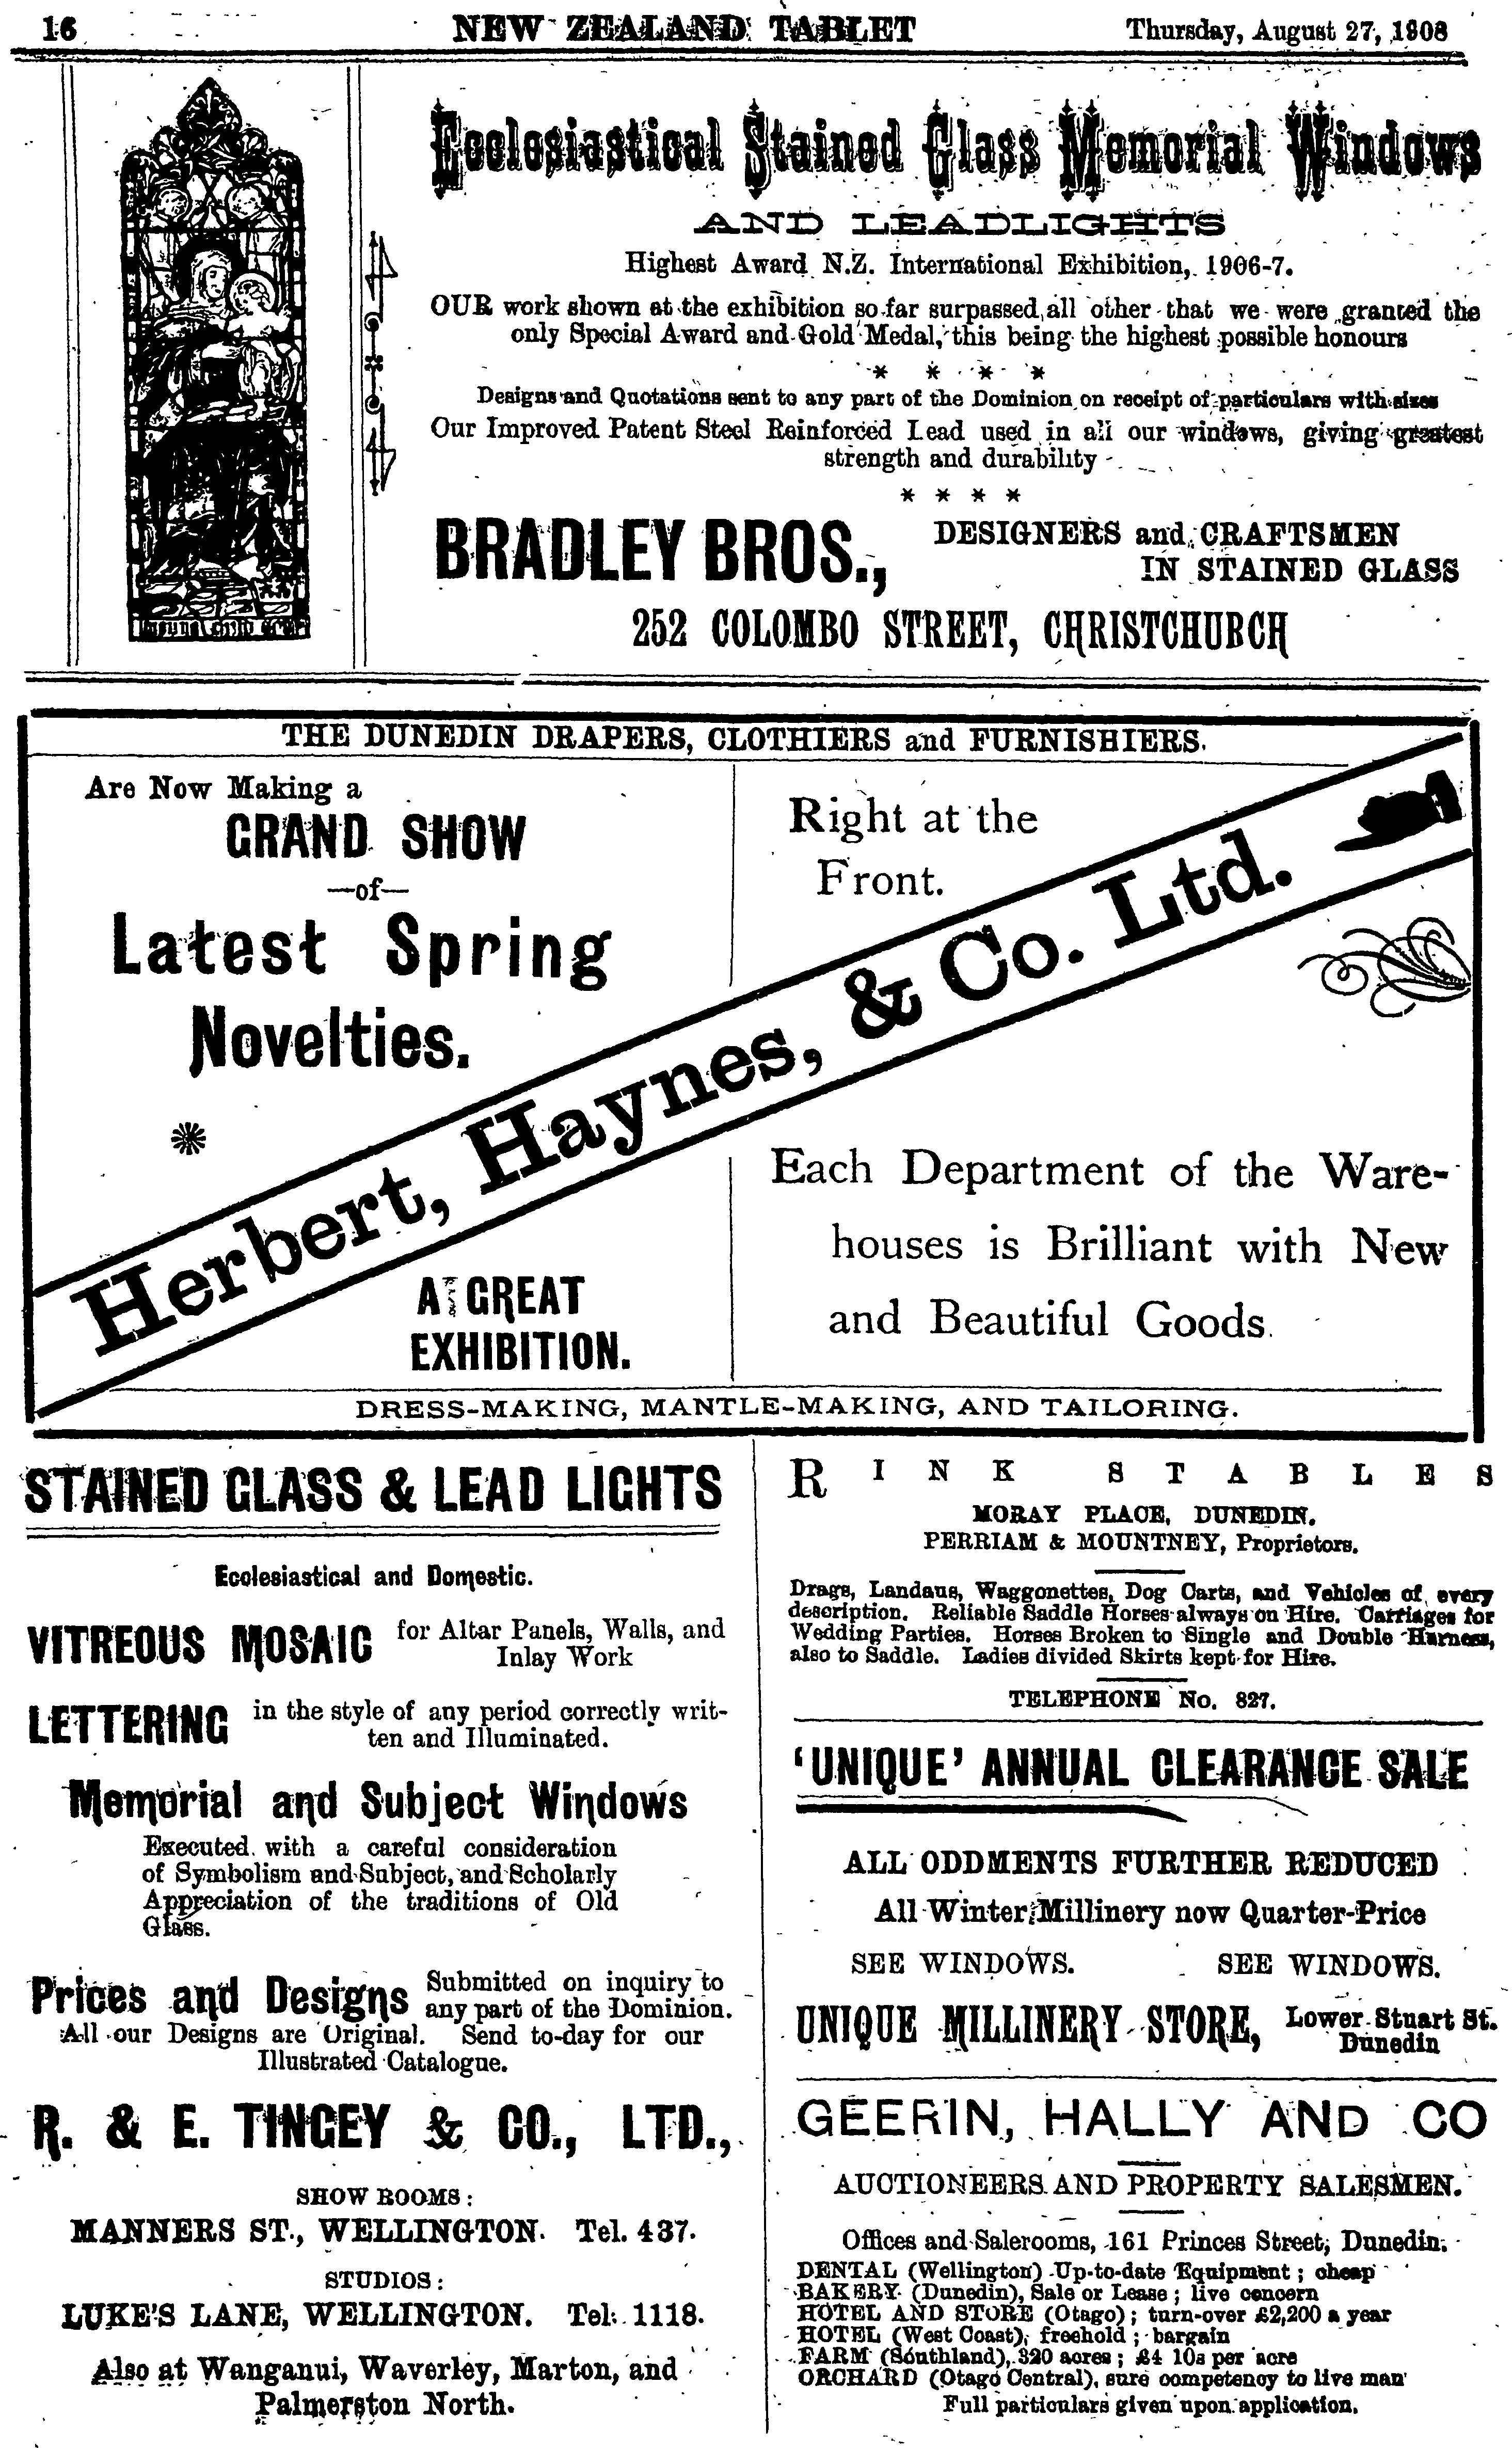 16 NEW ZEALAND TABLET Thursday, August 27, 1908
Ecclesiastical Stained Glass Memorial Windows
AND LEADLIGHTS
Highest Award N.Z. International Exhibition, 1906-7.
OUR work shown at the exhibition so far surpassed all other that we were granted the
only Special Award and Gold Medal, this being the highest possible honours
* * * *
Designs and Quotations sent to any part of the Dominion on receipt of particulars with sizes
Our Improved Patent Steel Reinforced Lead used in all our windows, giving greatest
strength and durability
* * * *
BRADLEY BROS., DESIGNERS and CRAFTSMEN
IN STAINED GLASS
252 COLOMBO STREET, CHRISTCHURCH
THE DUNEDIN DRAPERS, CLOTHIERS and FURNISHIERS.
Are Now Making a
GRAND SHOW
—of—
Latest Spring
Novelties.
Right at the
Front.
Herbert, Haynes, & Co. Ltd.
A GREAT
EXHIBITION.
Each Department of the Ware-
houses is Brilliant with New
and Beautiful Goods.
DRESS-MAKING, MANTLE-MAKING, AND TAILORING.
STAINED GLASS & LEAD LIGHTS
Ecclesiastical and Domestic.
VITREOUS MOSAIC for Altar Panels, Walls, and
Inlay Work
LETTERING in the style of any period correctly writ-
ten and Illuminated.
Memorial and Subject Windows
Executed with a careful consideration
of Symbolism and Subject, and Scholarly
Appreciation of the traditions of Old
Glass.
Prices and Designs Submitted on inquiry to
any part of the Dominion.
All our Designs are Original. Send to-day for our
Illustrated Catalogue.
R. & E. TINGEY & CO., LTD.,
SHOW ROOMS:
MANNERS ST., WELLINGTON. Tel. 437.
STUDIOS:
LUKE'S LANE, WELLINGTON. Tel. 1118.
Also at Wanganui, Waverley, Marton, and
Palmerston North.
RINK STABLES
MORAY PLACE, DUNEDIN.
PERRIAM & MOUNTNEY, Proprietors.
Drags, Landaus, Waggonettes, Dog Carts, and Vehicles of every
description. Reliable Saddle Horses always on Hire. Carriages for
Wedding Parties. Horses Broken to Single and Double Harness,
also to Saddle. Ladies divided Skirts kept for Hire.
TELEPHONE No. 827.
'UNIQUE' ANNUAL CLEARANCE SALE
ALL ODDMENTS FURTHER REDUCED
All Winter Millinery now Quarter-Price
SEE WINDOWS. SEE WINDOWS.
UNIQUE MILLINERY STORE, Lower Stuart St.
Dunedin
GEERIN, HALLY AND CO
AUCTIONEERS AND PROPERTY SALESMEN.
Offices and Salerooms, 161 Princes Street, Dunedin.
DENTAL (Wellington) Up-to-date Equipment; cheap
BAKERY (Dunedin), Sale or Lease; live concern
HOTEL AND STORE (Otago); turn-over £2,200 a year
HOTEL (West Coast), freehold; bargain
FARM (Southland), 320 acres; £4 10s per acre
ORCHARD (Otago Central), sure competency to live man
Full particulars given upon application.